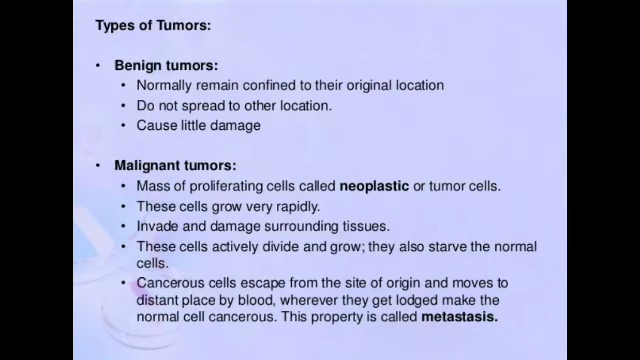 Types of Tumors:
• Benign tumors:
• Normally remain confined to their original location
• Do not spread to other location.
• Cause little damage
• Malignant tumors:
• Mass of proliferating cells called neoplastic or tumor cells.
• These cells grow very rapidly.
• Invade and damage surrounding tissues.
• These cells actively divide and grow; they also starve the normal
cells.
• Cancerous cells escape from the site of origin and moves to
distant place by blood, wherever they get lodged make the
normal cell cancerous. This property is called metastasis.